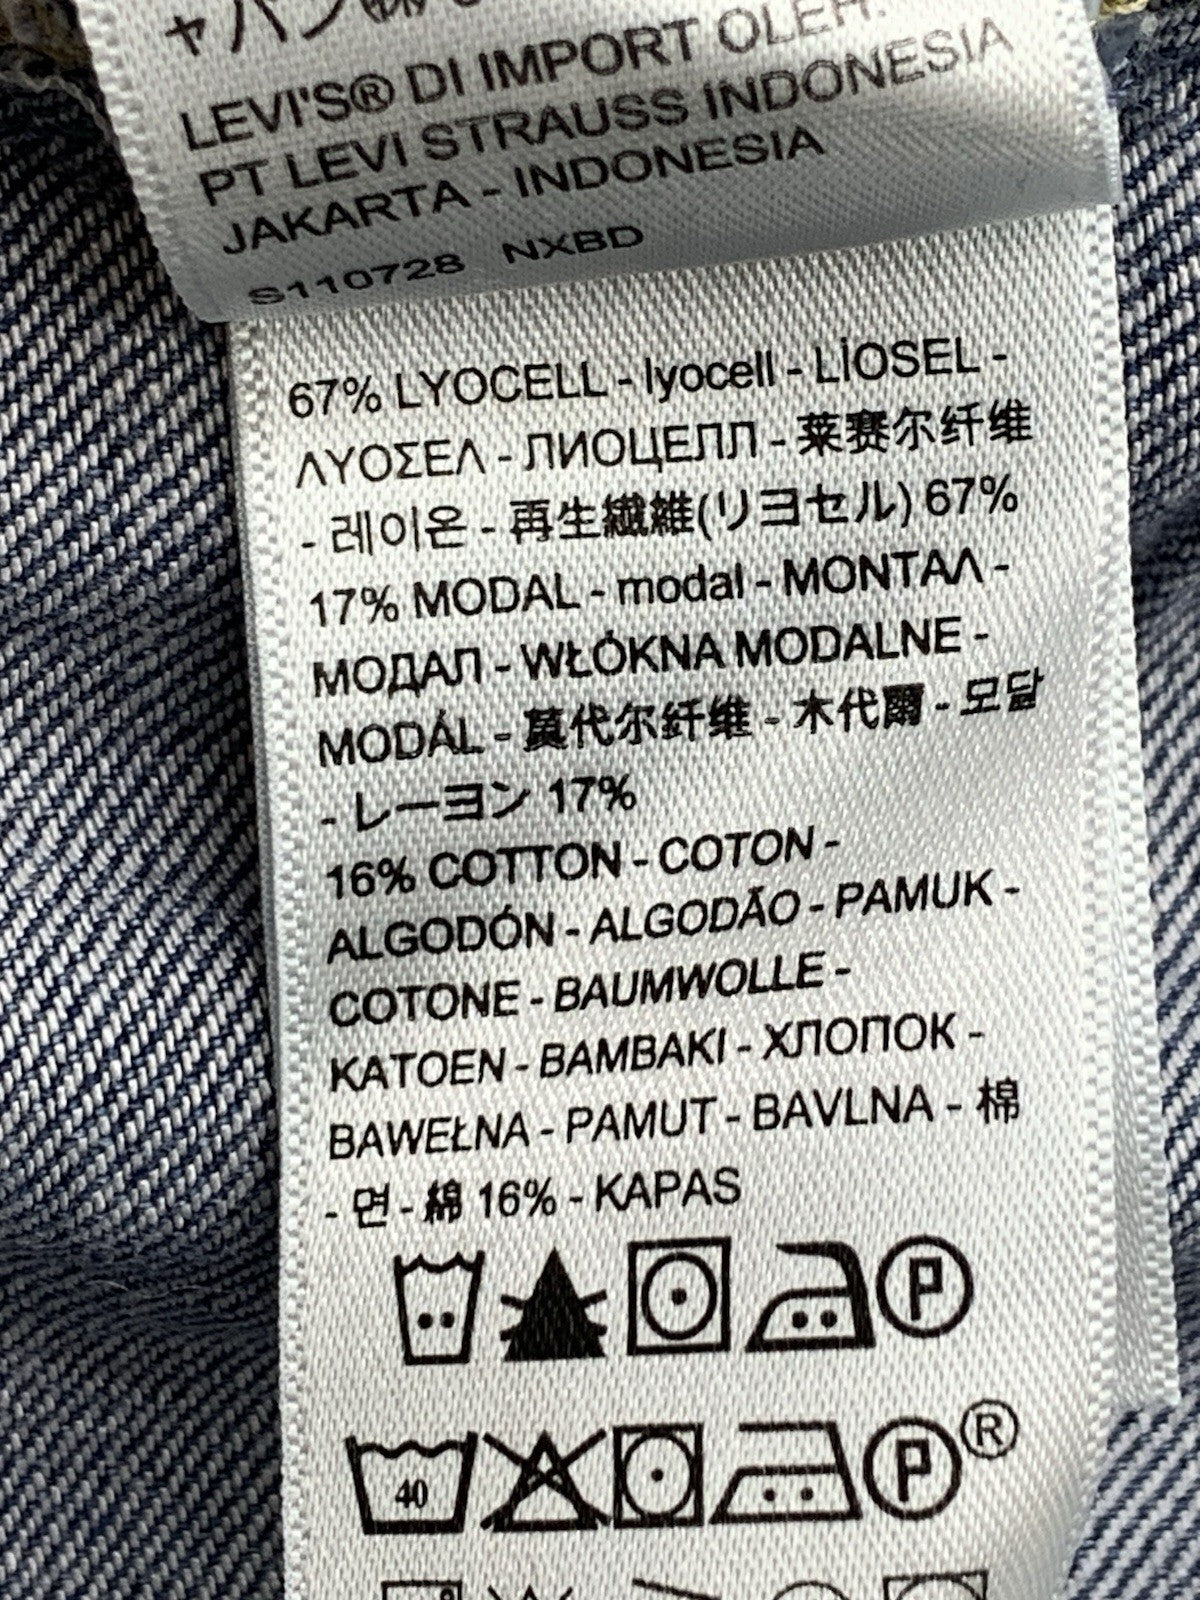 LEVI'S® DI IMPORT OLEH:
PT LEVI STRAUSS INDONESIA
JAKARTA - INDONESIA
S110728 NXBD
67% LYOCELL - lyocell - LİOSEL -
ΛΥΟΣΕΛ - ЛИОЦЕЛЛ - 莱赛尔纤维
- 레이온 - 再生繊維(リヨセル) 67%
17% MODAL - modal - ΜΟΝΤΑΛ -
МОДАЛ - WŁÓKNA MODALNE -
MODÁL - 莫代尔纤维 - 木代爾 - 모달
- レーヨン 17%
16% COTTON - COTON -
ALGODÓN - ALGODÃO - PAMUK -
COTONE - BAUMWOLLE -
KATOEN - BAMBAKI - ХЛОПОК -
BAWEŁNA - PAMUT - BAVLNA - 棉
- 면 - 綿 16% - KAPAS
P
40 P ®